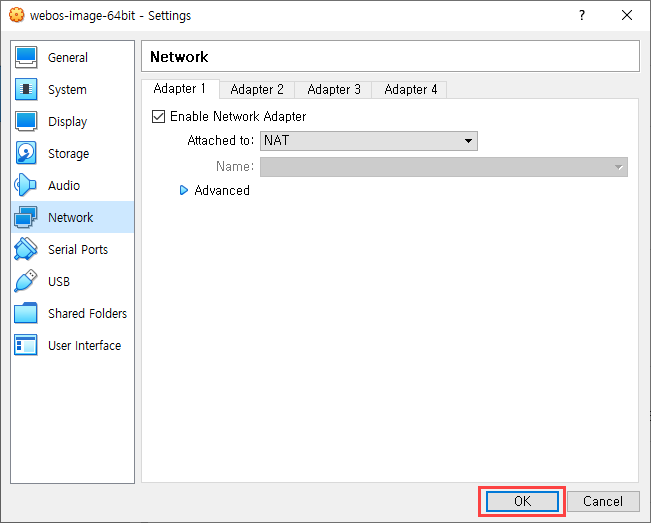 webos-image-64bit - Settings
?
General
System
Display
Storage
Audio
Network
Serial Ports
USB
Shared Folders
User Interface
Network
Adapter 1 Adapter 2 Adapter 3 Adapter 4
Enable Network Adapter
Attached to: NAT
Name:
Advanced
OK Cancel